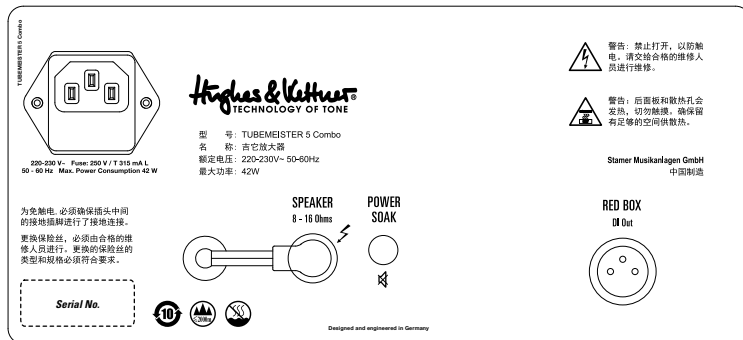 TUBEMEISTER 5 Combo
220-230 V~ Fuse: 250 V / T 315 mA L
50 - 60 Hz Max. Power Consumption 42 W
为免触电, 必须确保插头中间
的接地插脚进行了接地连接。
更换保险丝，必须由合格的维
修人员进行。更换的保险丝的
类型和规格必须符合要求。
Serial No.
Hughes & Kettner®
TECHNOLOGY OF TONE
型 号: TUBEMEISTER 5 Combo
名 称: 吉它放大器
额定电压: 220-230V~ 50-60Hz
最大功率: 42W
SPEAKER
8 - 16 Ohms
POWER
SOAK
10
≤2000m
Designed and engineered in Germany
警告: 禁止打开，以防触
电。请交给合格的维修人
员进行维修。
警告: 后面板和散热孔会
发热，切勿触摸。确保留
有足够的空间供散热。
Stamer Musikanlagen GmbH
中国制造
RED BOX
DI Out